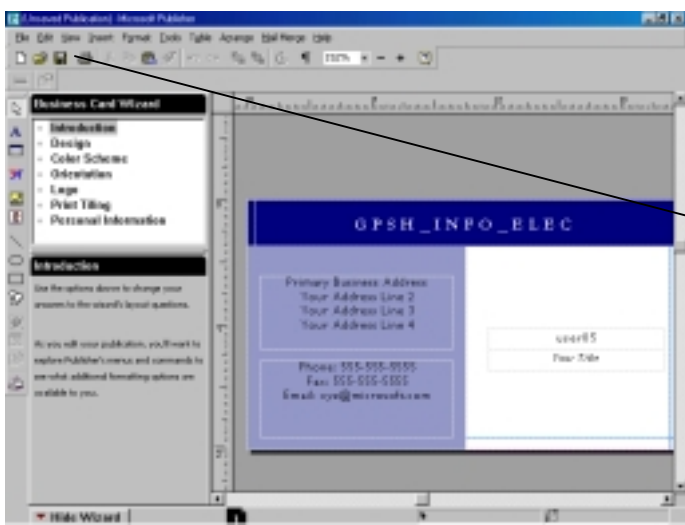 [Unsaved Publication] - Microsoft Publisher
File Edit View Insert Format Tools Table Arrange Mail Merge Help
Business Card Wizard
Introduction
Design
Color Scheme
Orientation
Logo
Print Tiling
Personal Information
Introduction
Use the options above to change your
answers to the wizard's layout questions.
As you edit your publication, you'll want to
explore Publisher's menus and commands to
see what additional formatting options are
available to you.
Hide Wizard
GPSH_INFO_ELEC
Primary Business Address
Your Address Line 2
Your Address Line 3
Your Address Line 4
Phone: 555-555-5555
Fax: 555-555-5555
Email: xyz@microsoft.com
user05
Your Title